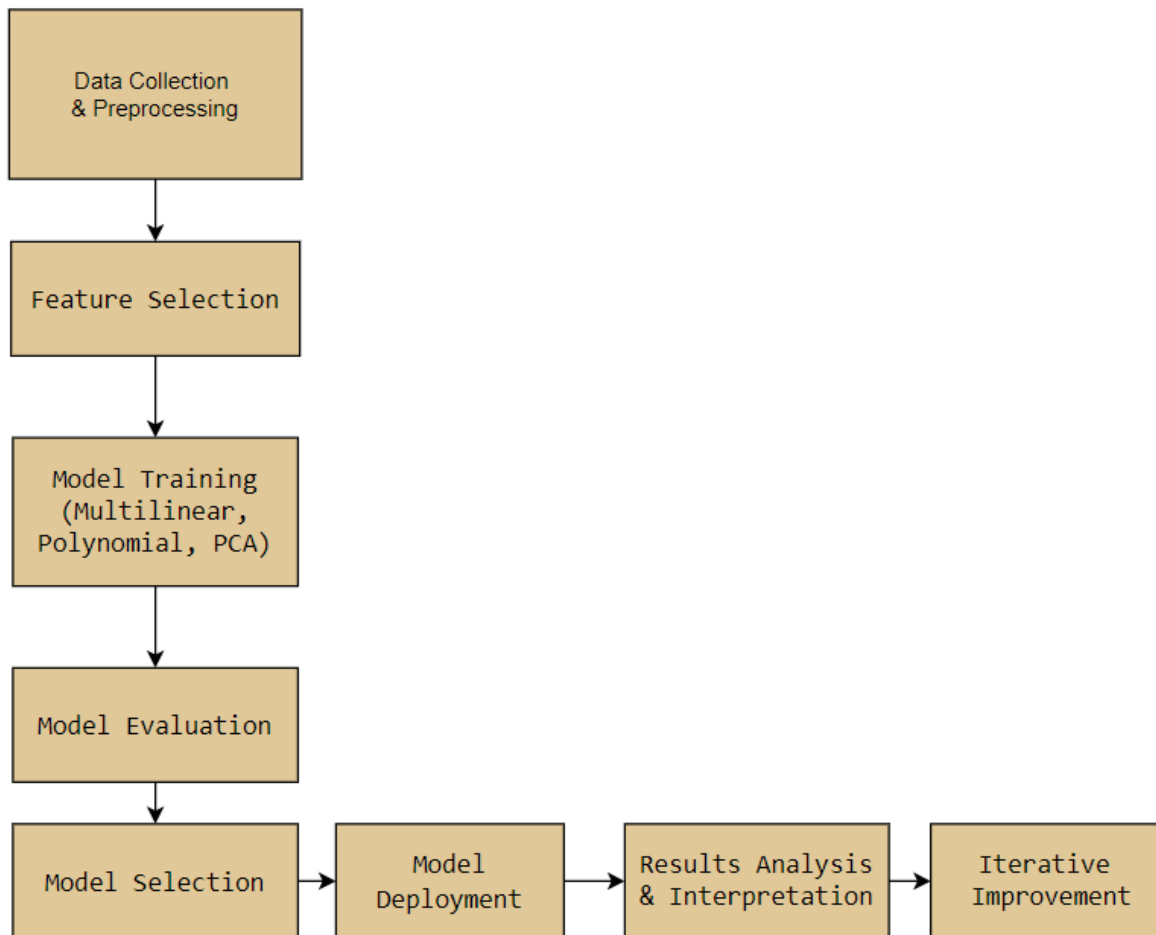 Data Collection
& Preprocessing
Feature Selection
Model Training
(Multilinear,
Polynomial, PCA)
Model Evaluation
Model Selection
Model
Deployment
Results Analysis
& Interpretation
Iterative
Improvement